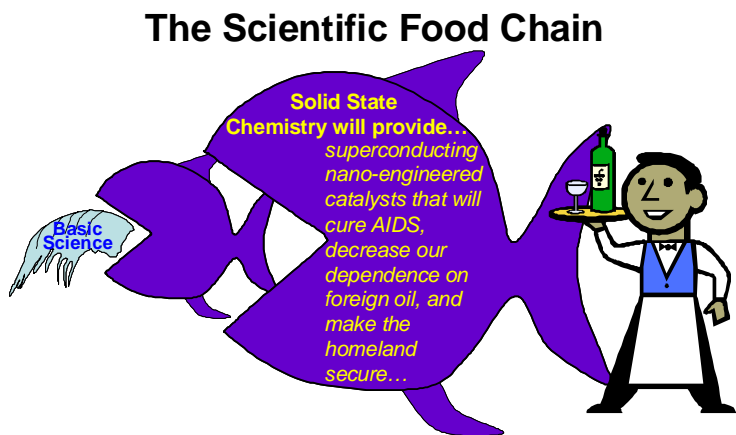 The Scientific Food Chain
Solid State
Chemistry will provide…
superconducting
nano-engineered
catalysts that will
cure AIDS,
decrease our
dependence on
foreign oil, and
make the
homeland
secure…
Basic
Science